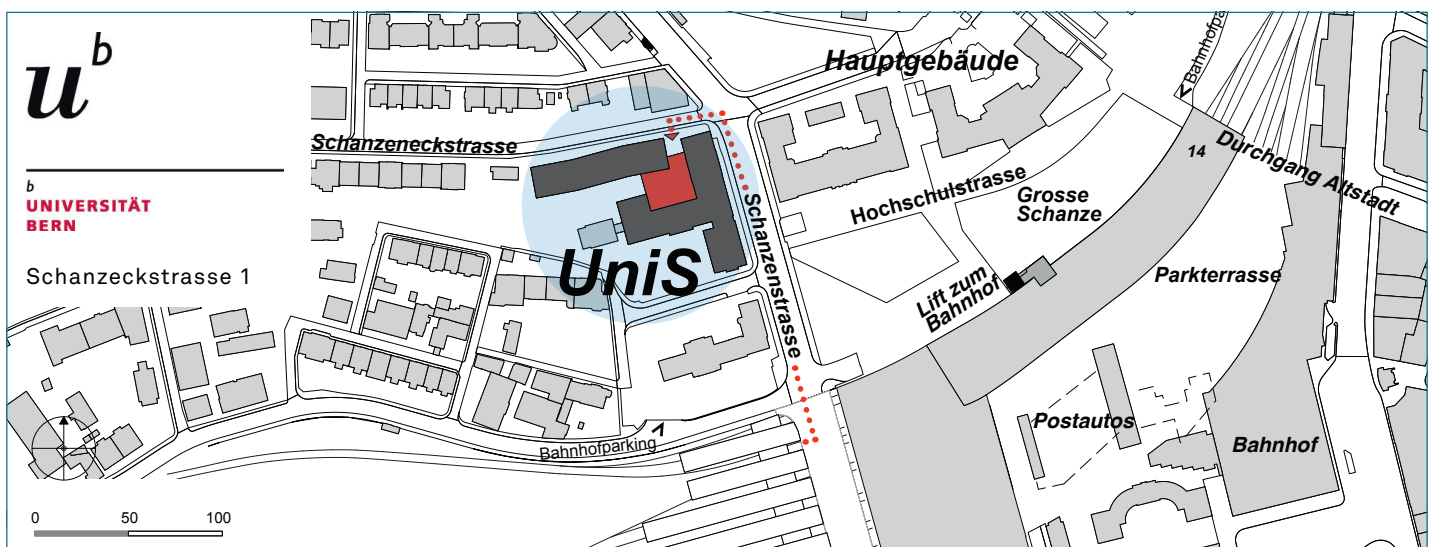 u
b
b
UNIVERSITÄT
BERN
Schanzeckstrasse 1
Hauptgebäude
Bahnhofpa
Schanzeneckstrasse
14
Durchgang Altstadt
Hochschulstrasse
Grosse
Schanze
Schanzenstrasse
UniS
Lift zum
Bahnhof
Parkterrasse
Postautos
Bahnhof
Bahnhofparking
0 50 100